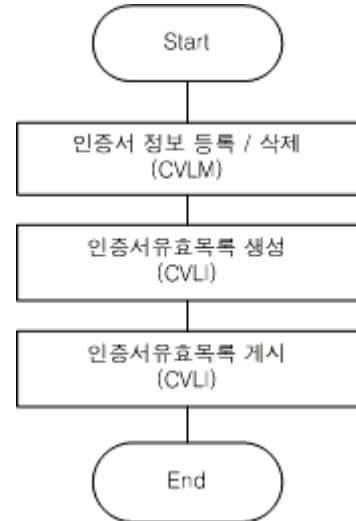 Start
인증서 정보 등록 / 삭제
(CVLM)
인증서유효목록 생성
(CVLI)
인증서유효목록 게시
(CVLI)
End